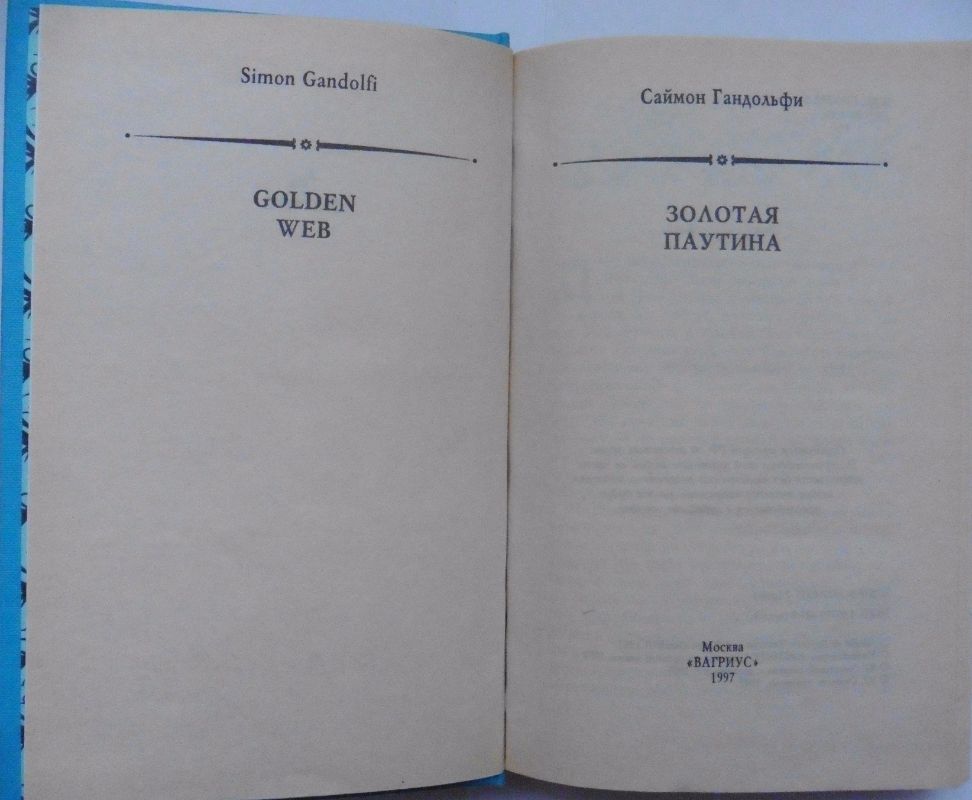 Simon Gandolfi
GOLDEN
WEB
Саймон Гандольфи
ЗОЛОТАЯ
ПАУТИНА
Москва
«ВАГРИУС»
1997